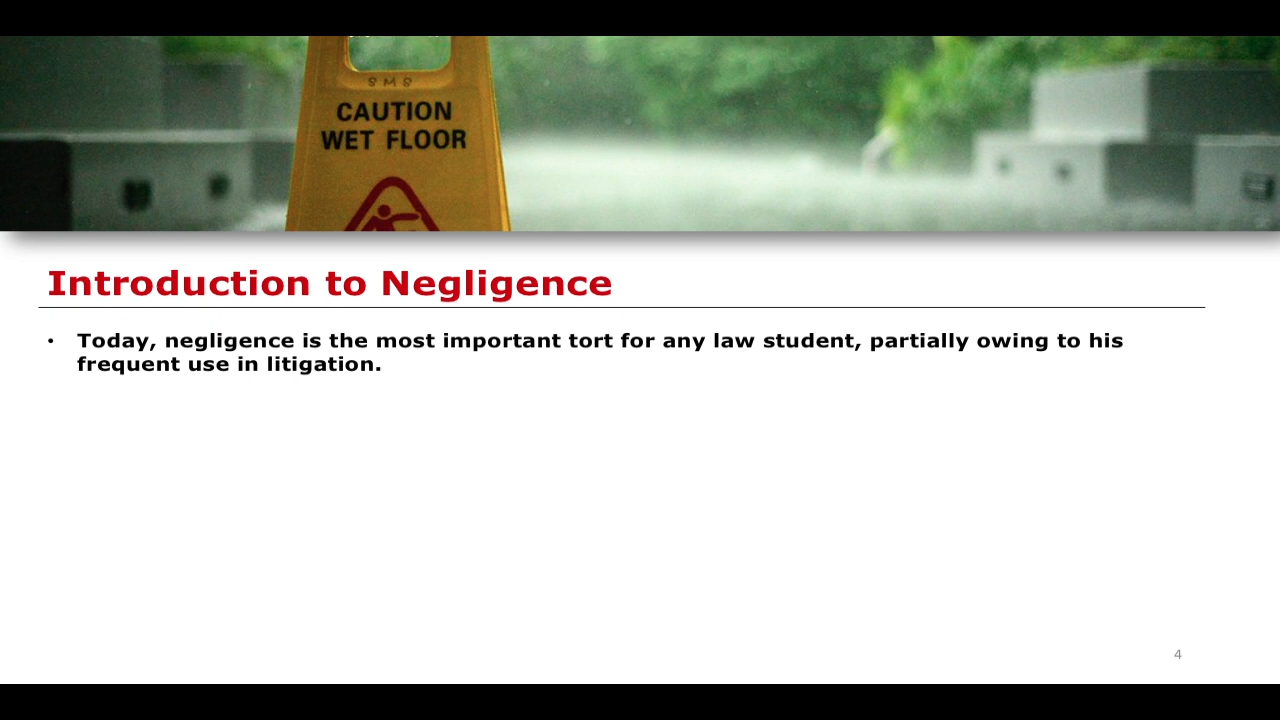 SMS
CAUTION
WET FLOOR
Introduction to Negligence
• Today, negligence is the most important tort for any law student, partially owing to his
frequent use in litigation.
4